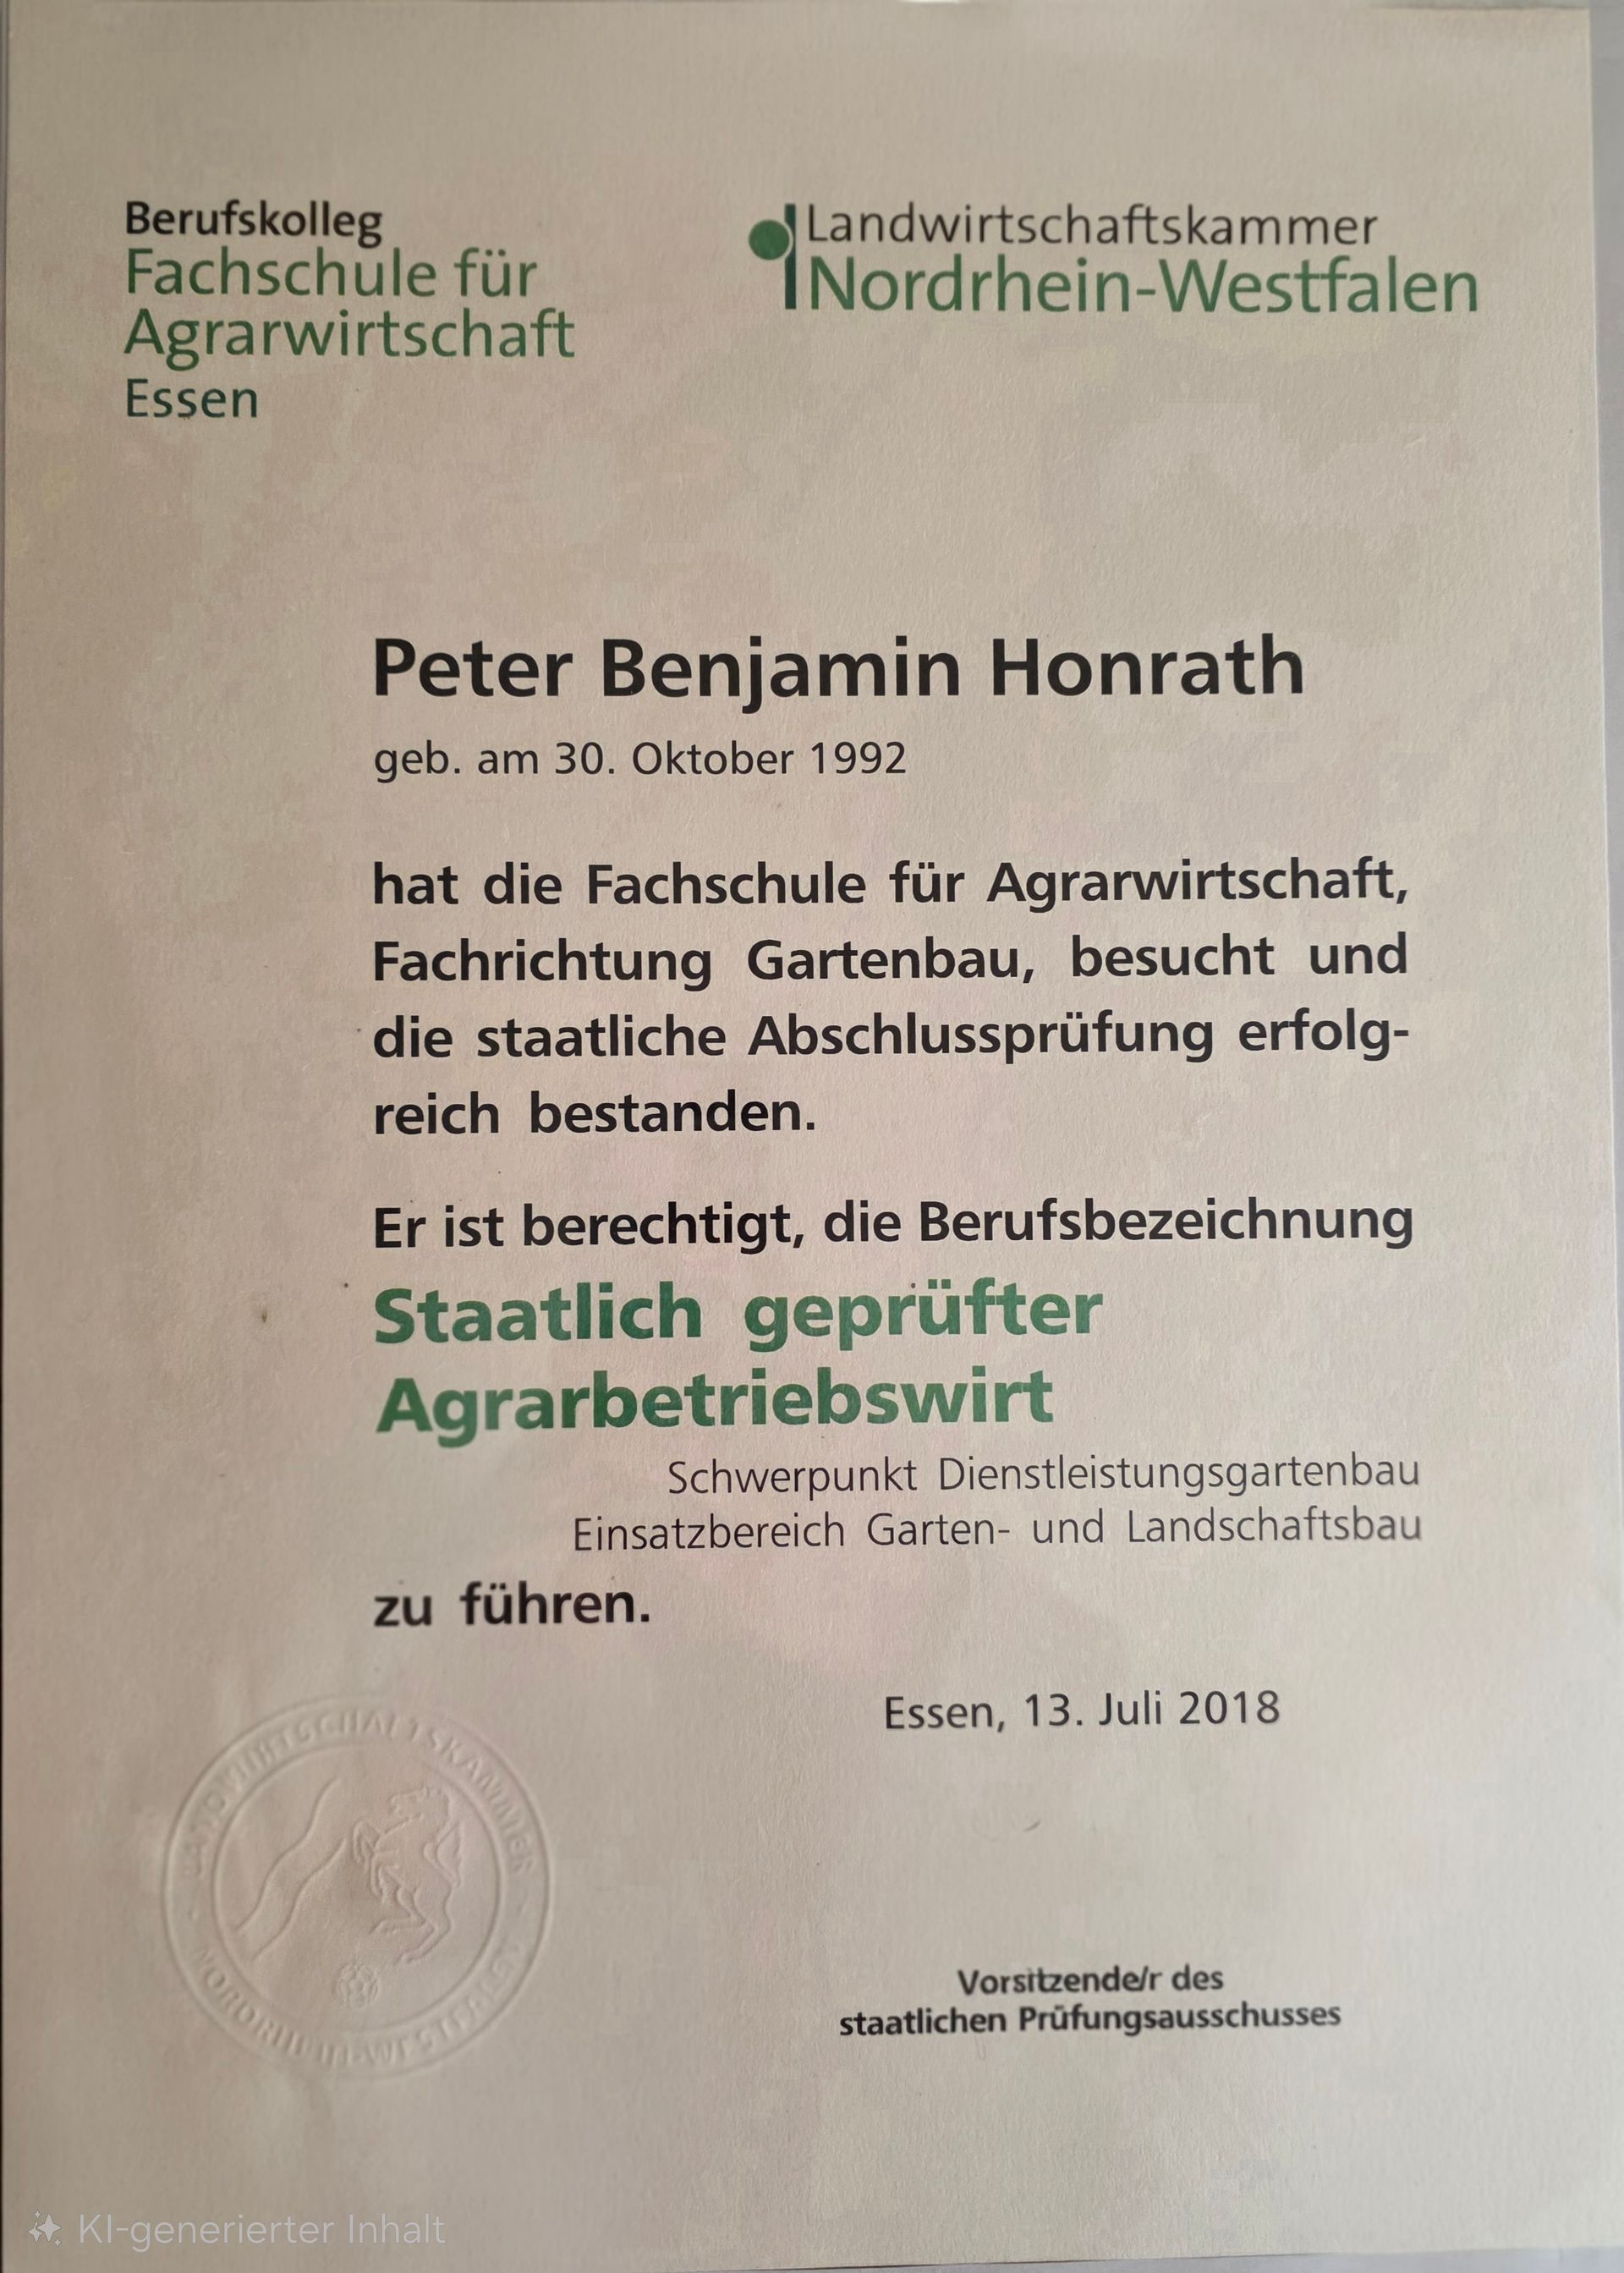 Berufskolleg
Fachschule für
Agrarwirtschaft
Essen
Landwirtschaftskammer
Nordrhein-Westfalen
Peter Benjamin Honrath
geb. am 30. Oktober 1992
hat die Fachschule für Agrarwirtschaft,
Fachrichtung Gartenbau, besucht und
die staatliche Abschlussprüfung erfolg-
reich bestanden.
Er ist berechtigt, die Berufsbezeichnung
Staatlich geprüfter
Agrarbetriebswirt
Schwerpunkt Dienstleistungsgartenbau
Einsatzbereich Garten- und Landschaftsbau
zu führen.
Essen, 13. Juli 2018
LANDWIRTSCHAFTSKAMMER
NORDRHEIN-WESTFALEN
Vorsitzende/r des
staatlichen Prüfungsausschusses
KI-generierter Inhalt